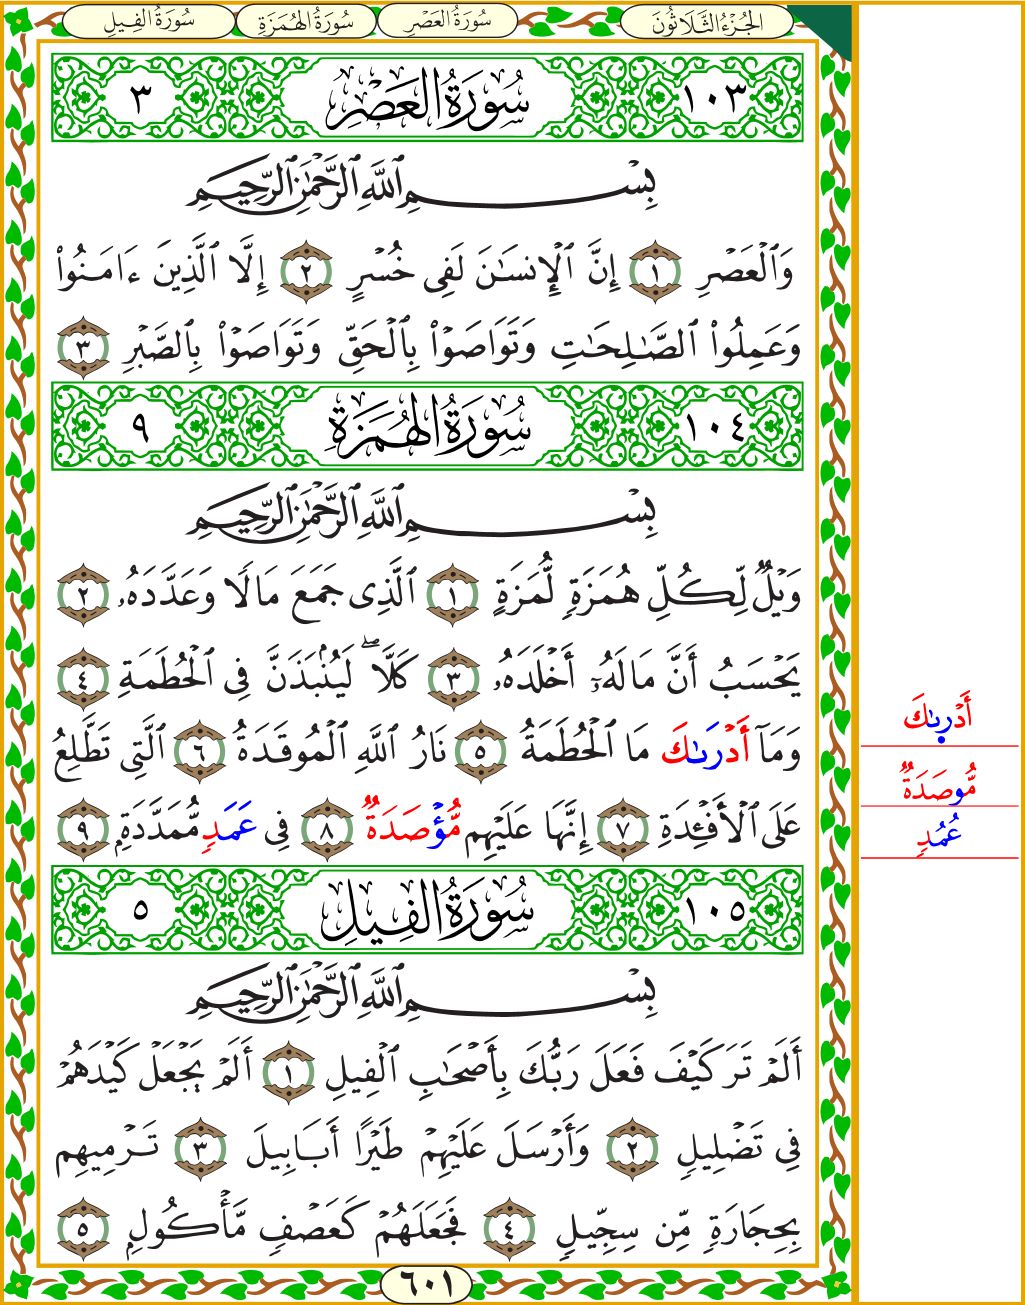 الجُزْءُ الثَّلَاثُونَ سُورَةُ العَصْرِ سُورَةُ الهُمَزَةِ سُورَةُ الفِيلِ
١٠٣ سُورَةُ العَصْرِ ٣
بِسْمِ ٱللَّهِ ٱلرَّحْمَٰنِ ٱلرَّحِيمِ
وَٱلْعَصْرِ ١ إِنَّ ٱلْإِنسَٰنَ لَفِى خُسْرٍ ٢ إِلَّا ٱلَّذِينَ ءَامَنُوا۟
وَعَمِلُوا۟ ٱلصَّٰلِحَٰتِ وَتَوَاصَوْا۟ بِٱلْحَقِّ وَتَوَاصَوْا۟ بِٱلصَّبْرِ ٣
١٠٤ سُورَةُ الهُمَزَةِ ٩
بِسْمِ ٱللَّهِ ٱلرَّحْمَٰنِ ٱلرَّحِيمِ
وَيْلٌ لِّكُلِّ هُمَزَةٍ لُّمَزَةٍ ١ ٱلَّذِى جَمَعَ مَالًا وَعَدَّدَهُۥ ٢
يَحْسَبُ أَنَّ مَالَهُۥٓ أَخْلَدَهُۥ ٣ كَلَّا ۖ لَيُنۢبَذَنَّ فِى ٱلْحُطَمَةِ ٤
وَمَآ أَدْرَىٰكَ مَا ٱلْحُطَمَةُ ٥ نَارُ ٱللَّهِ ٱلْمُوقَدَةُ ٦ ٱلَّتِى تَطَّلِعُ
عَلَى ٱلْأَفْـِٔدَةِ ٧ إِنَّهَا عَلَيْهِم مُّؤْصَدَةٌ ٨ فِى عَمَدٍ مُّمَدَّدَةٍۭ ٩
١٠٥ سُورَةُ الفِيلِ ٥
بِسْمِ ٱللَّهِ ٱلرَّحْمَٰنِ ٱلرَّحِيمِ
أَلَمْ تَرَ كَيْفَ فَعَلَ رَبُّكَ بِأَصْحَٰبِ ٱلْفِيلِ ١ أَلَمْ يَجْعَلْ كَيْدَهُمْ
فِى تَضْلِيلٍ ٢ وَأَرْسَلَ عَلَيْهِمْ طَيْرًا أَبَابِيلَ ٣ تَرْمِيهِم
بِحِجَارَةٍ مِّن سِجِّيلٍ ٤ فَجَعَلَهُمْ كَعَصْفٍ مَّأْكُولٍۭ ٥
٦٠١
أَدْرِىٰكَ
مُّوصَدَةٌ
عُمُدٍ